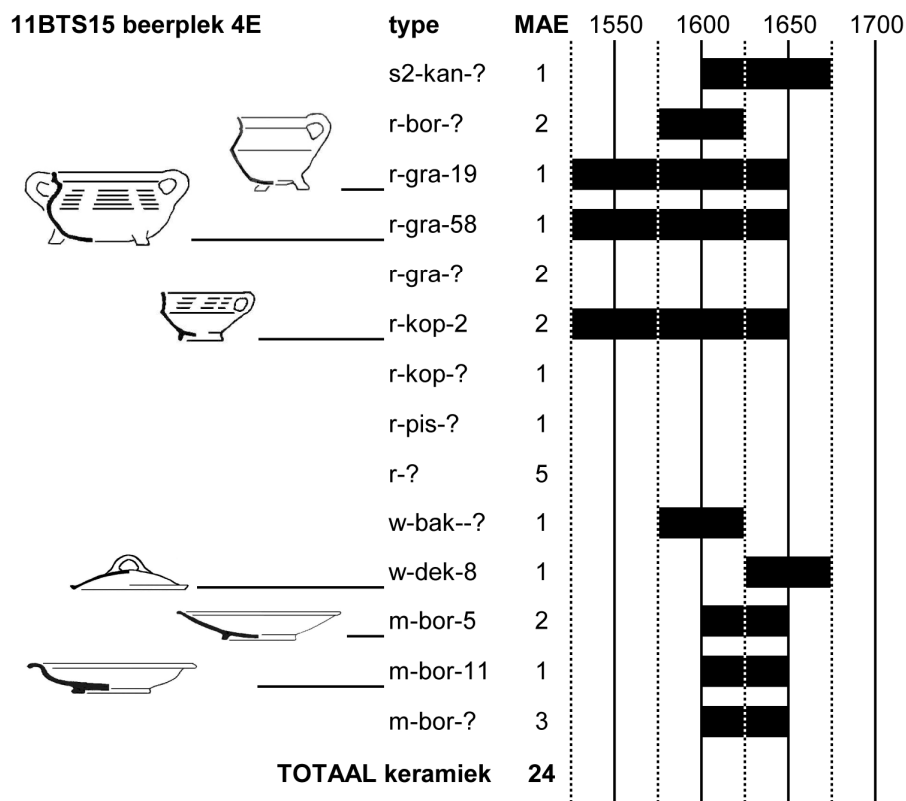 11BTS15 beerplek 4E type MAE 1550 1600 1650 1700
s2-kan-? 1
r-bor-? 2
r-gra-19 1
r-gra-58 1
r-gra-? 2
r-kop-2 2
r-kop-? 1
r-pis-? 1
r-? 5
w-bak--? 1
w-dek-8 1
m-bor-5 2
m-bor-11 1
m-bor-? 3
TOTAAL keramiek 24